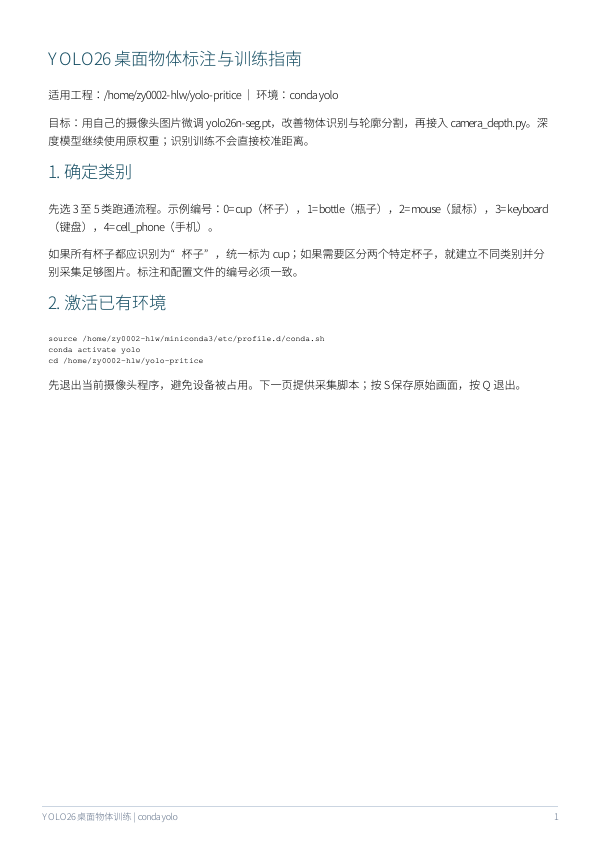 YOLO26 桌面物体标注与训练指南
适用工程：/home/zy0002-hlw/yolo-pritice ｜ 环境：conda yolo
目标：用自己的摄像头图片微调 yolo26n-seg.pt，改善物体识别与轮廓分割，再接入 camera_depth.py。深
度模型继续使用原权重；识别训练不会直接校准距离。
1. 确定类别
先选 3 至 5 类跑通流程。示例编号：0=cup（杯子），1=bottle（瓶子），2=mouse（鼠标），3=keyboard
（键盘），4=cell_phone（手机）。
如果所有杯子都应识别为“杯子”，统一标为 cup；如果需要区分两个特定杯子，就建立不同类别并分
别采集足够图片。标注和配置文件的编号必须一致。
2. 激活已有环境
source /home/zy0002-hlw/miniconda3/etc/profile.d/conda.sh
conda activate yolo
cd /home/zy0002-hlw/yolo-pritice
先退出当前摄像头程序，避免设备被占用。下一页提供采集脚本；按 S 保存原始画面，按 Q 退出。
YOLO26 桌面物体训练 | conda yolo
1